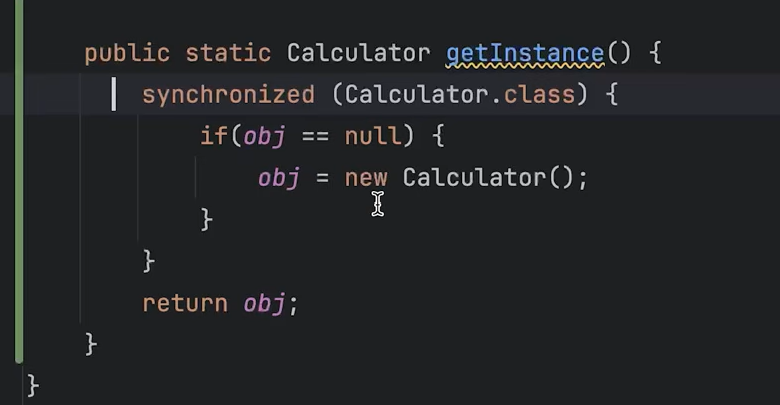 public static Calculator getInstance() {
synchronized (Calculator.class) {
if(obj == null) {
obj = new Calculator();
}
}
return obj;
}
}